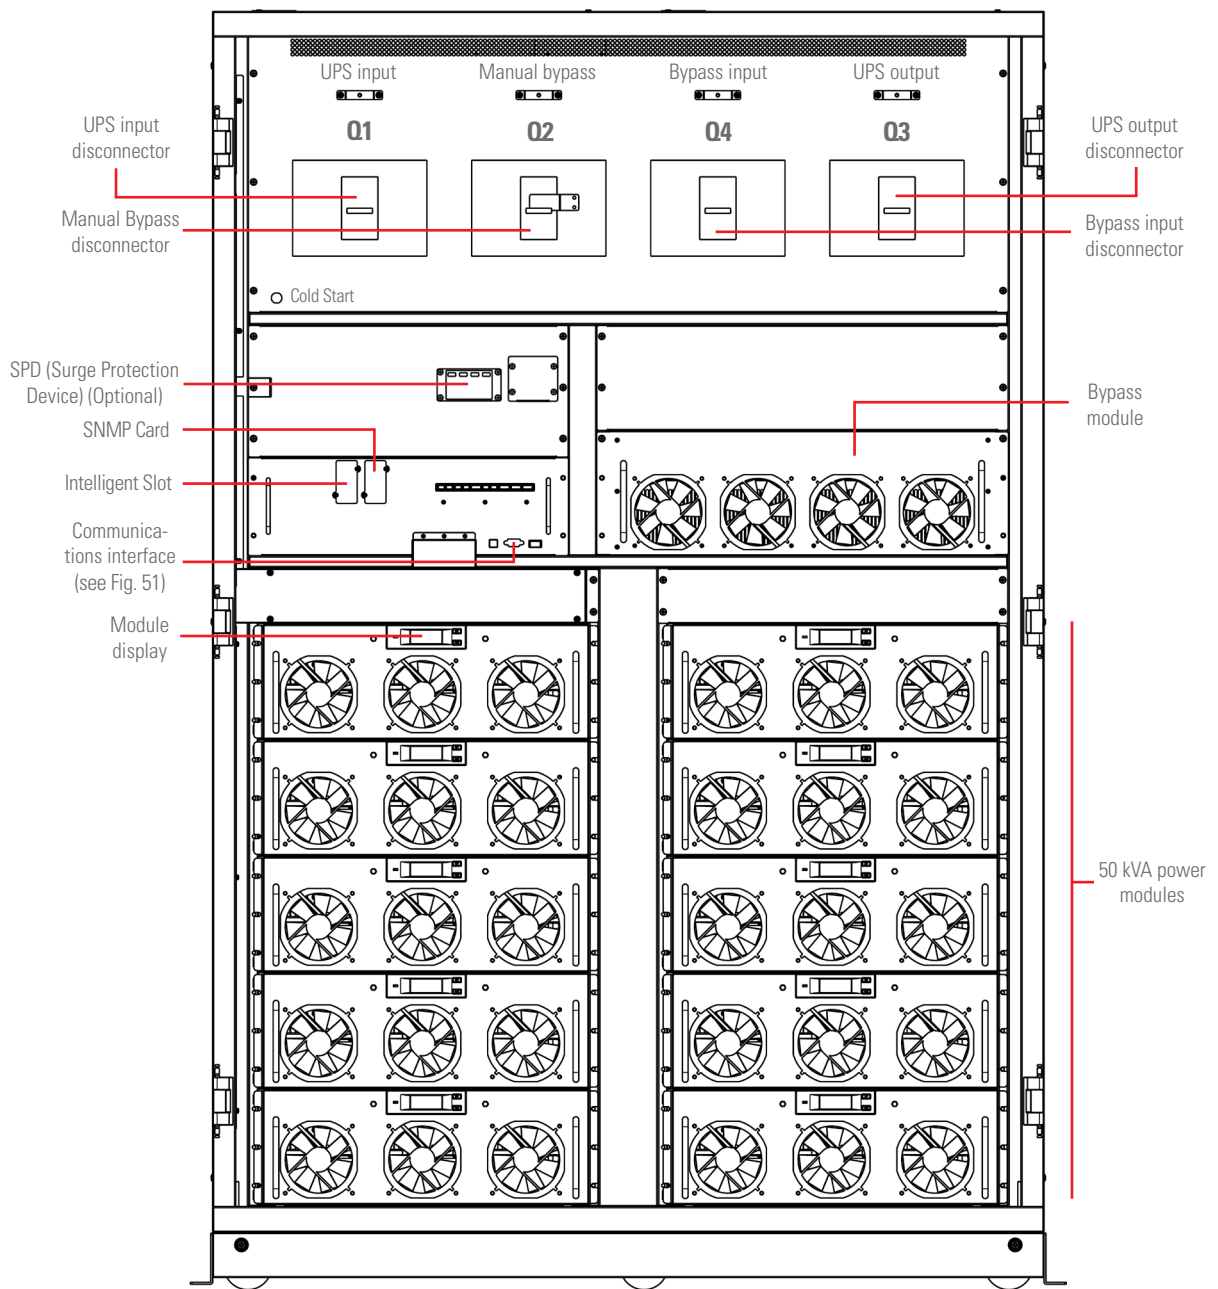 UPS input
Manual bypass
Bypass input
UPS output
Q1
Q2
Q4
Q3
UPS input
disconnector
UPS output
disconnector
Manual Bypass
disconnector
Bypass input
disconnector
Cold Start
SPD (Surge Protection
Device) (Optional)
Bypass
module
SNMP Card
Intelligent Slot
Communica-
tions interface
(see Fig. 51)
Module
display
50 kVA power
modules